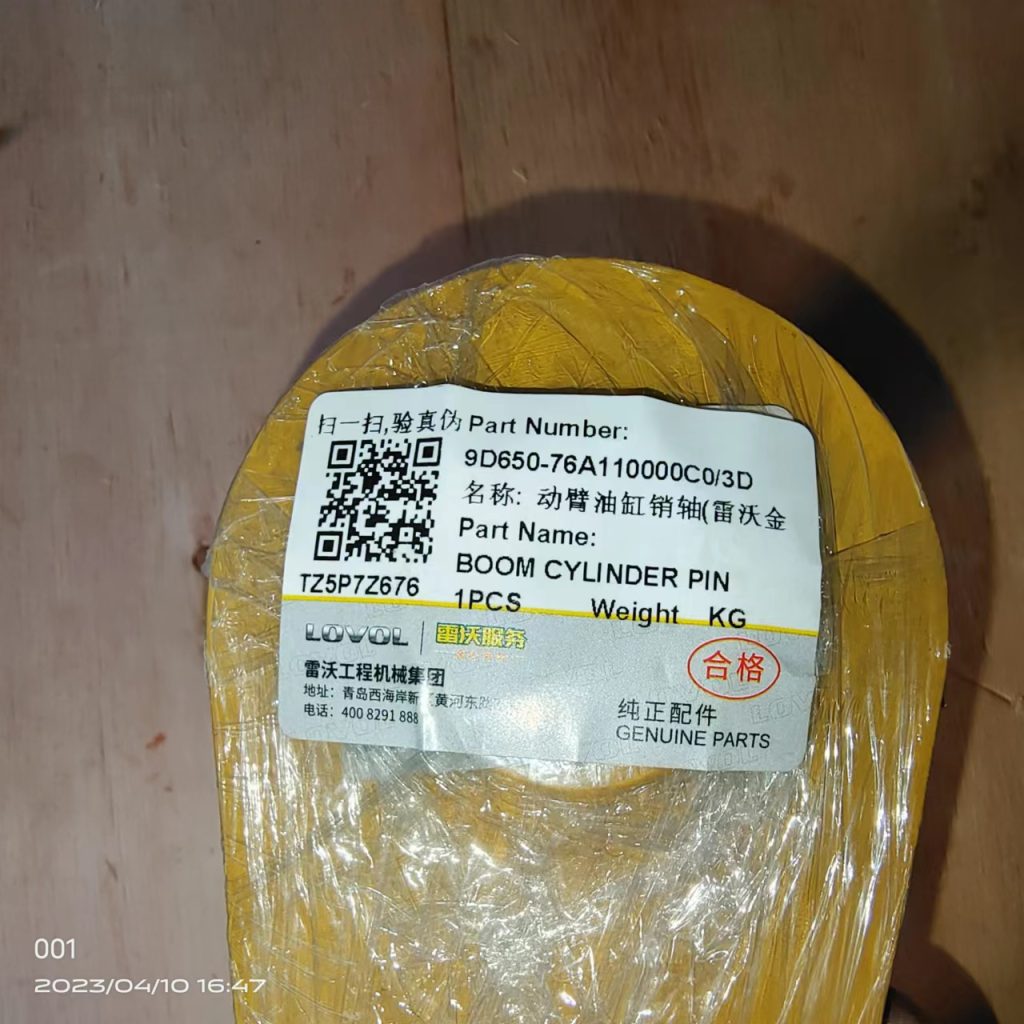 扫一扫,验真伪
Part Number:
9D650-76A110000C0/3D
名称: 动臂油缸销轴(雷沃金
Part Name:
BOOM CYLINDER PIN
TZ5P7Z676
1PCS Weight KG
LOVOL 雷沃服务
合格
雷沃工程机械集团
地址: 青岛西海岸新 黄河东路
电话: 400 8291 888
纯正配件
GENUINE PARTS
001
2023/04/10 16:47